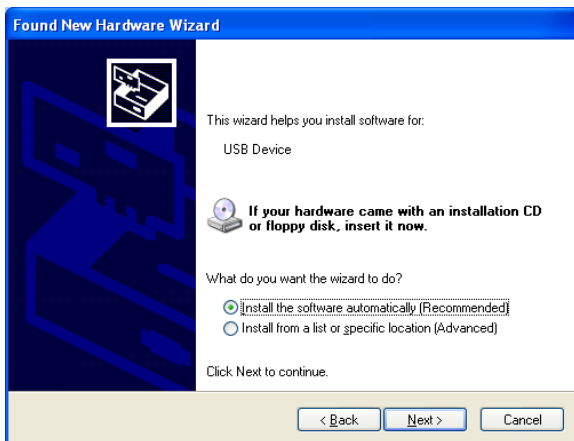 Found New Hardware Wizard
This wizard helps you install software for:
USB Device
If your hardware came with an installation CD
or floppy disk, insert it now.
What do you want the wizard to do?
Install the software automatically (Recommended)
Install from a list or specific location (Advanced)
Click Next to continue.
< Back Next > Cancel